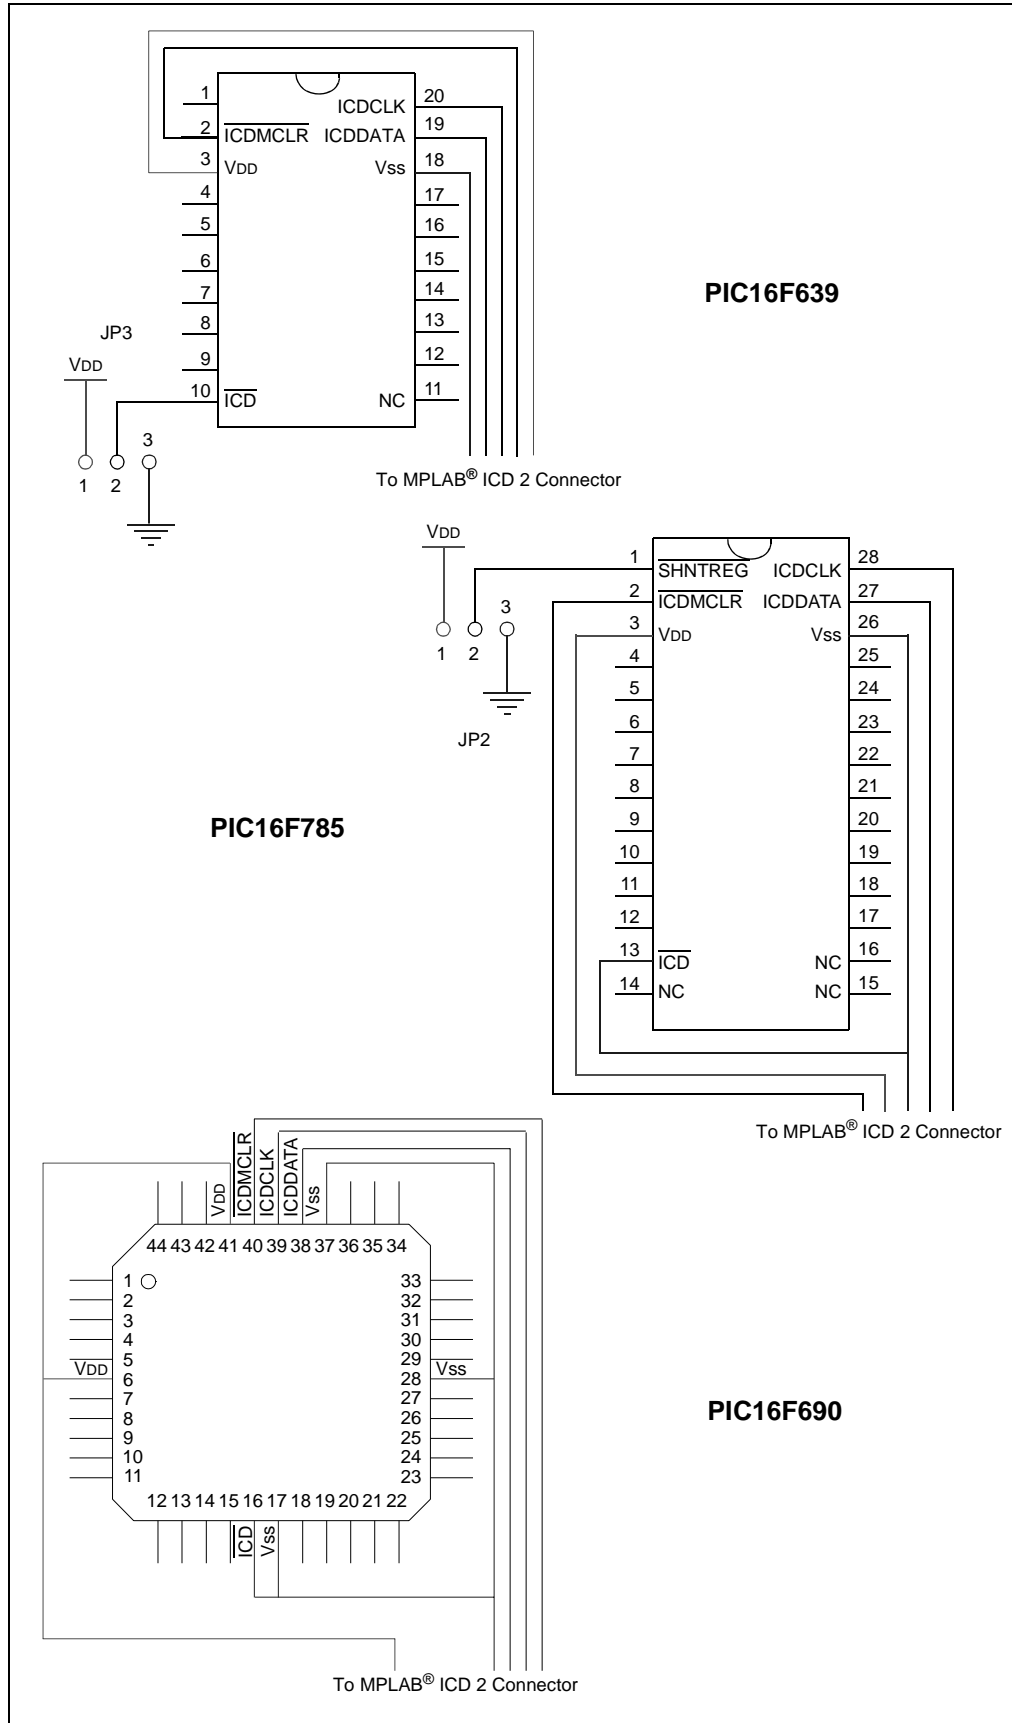 1 ICDCLK 20
2 ICDMCLR ICDDATA 19
3 VDD Vss 18
4 17
5 16
6 15
7 14
8 13
9 12
10 ICD NC 11
PIC16F639
JP3
VDD
1 2 3
To MPLAB® ICD 2 Connector
VDD
1 2 3
JP2
1 SHNTREG ICDCLK 28
2 ICDMCLR ICDDATA 27
3 VDD Vss 26
4 25
5 24
6 23
7 22
8 21
9 20
10 19
11 18
12 17
13 ICD NC 16
14 NC NC 15
PIC16F785
To MPLAB® ICD 2 Connector
VDD
ICDMCLR
ICDCLK
ICDDATA
Vss
44 43 42 41 40 39 38 37 36 35 34
1 33
2 32
3 31
4 30
5 29
VDD Vss
6 28
7 27
8 26
9 25
10 24
11 23
12 13 14 15 16 17 18 19 20 21 22
ICD
Vss
PIC16F690
To MPLAB® ICD 2 Connector